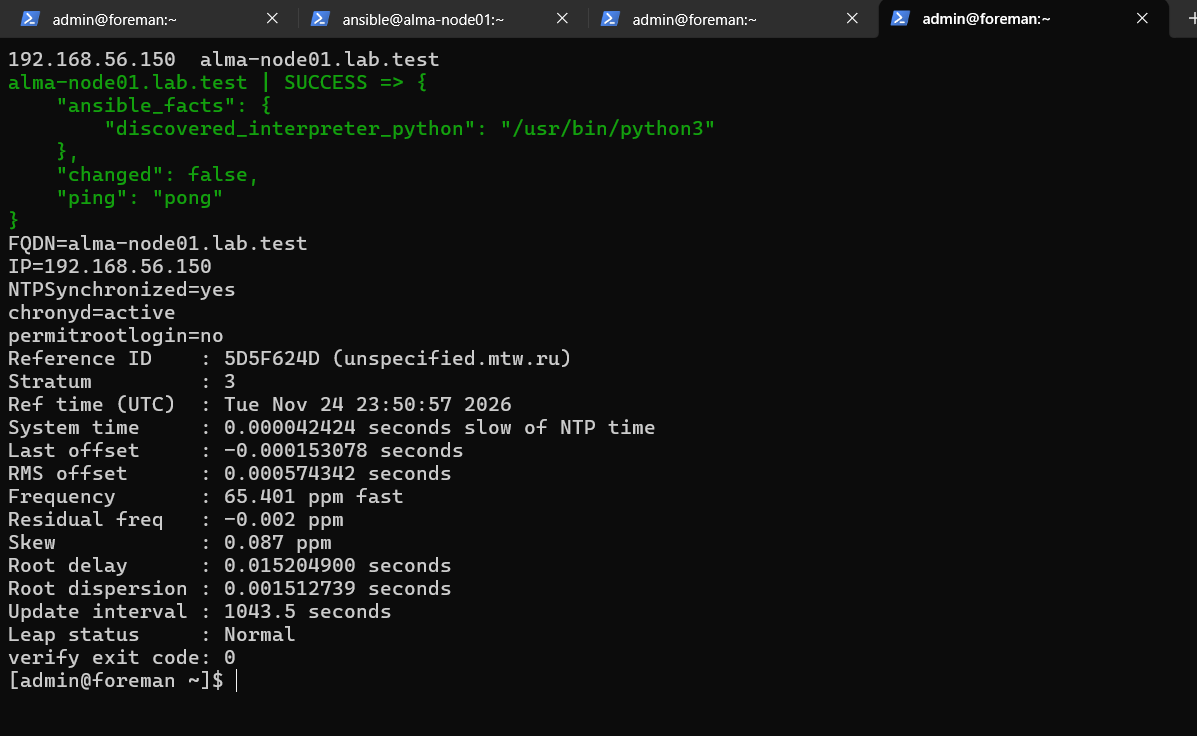 admin@foreman:~
ansible@alma-node01:~
admin@foreman:~
admin@foreman:~
192.168.56.150  alma-node01.lab.test
alma-node01.lab.test | SUCCESS => {
    "ansible_facts": {
        "discovered_interpreter_python": "/usr/bin/python3"
    },
    "changed": false,
    "ping": "pong"
}
FQDN=alma-node01.lab.test
IP=192.168.56.150
NTPSynchronized=yes
chronyd=active
permitrootlogin=no
Reference ID    : 5D5F624D (unspecified.mtw.ru)
Stratum         : 3
Ref time (UTC)  : Tue Nov 24 23:50:57 2026
System time     : 0.000042424 seconds slow of NTP time
Last offset     : -0.000153078 seconds
RMS offset      : 0.000574342 seconds
Frequency       : 65.401 ppm fast
Residual freq   : -0.002 ppm
Skew            : 0.087 ppm
Root delay      : 0.015204900 seconds
Root dispersion : 0.001512739 seconds
Update interval : 1043.5 seconds
Leap status     : Normal
verify exit code: 0
[admin@foreman ~]$